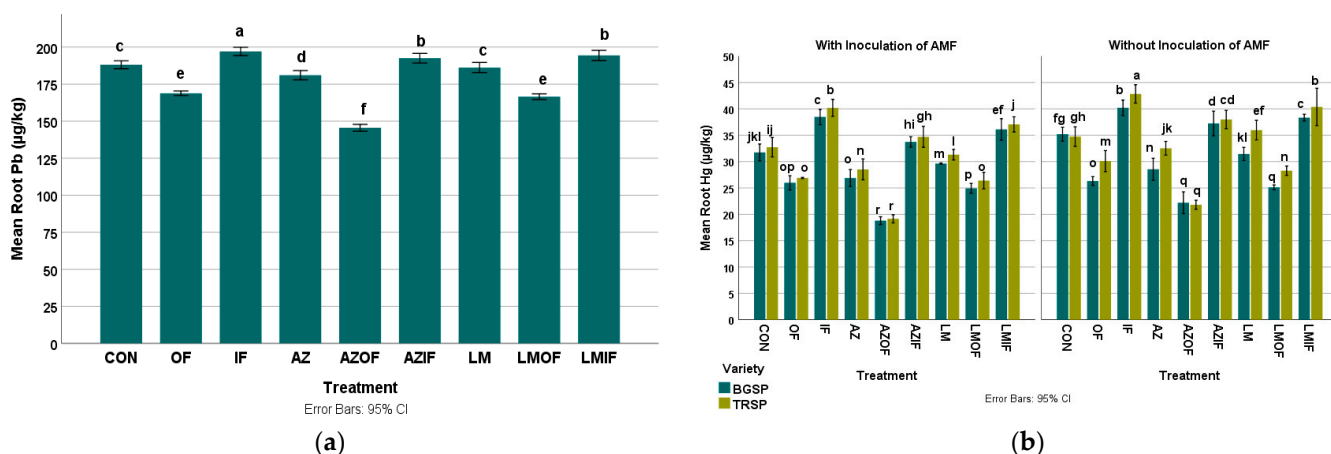 200
175
150
125
100
75
50
25
0
Mean Root Pb (µg/kg)
c
e
a
d
f
b
c
e
b
CON OF IF AZ AZOF AZIF LM LMOF LMIF
Treatment
Error Bars: 95% CI
(a)
With Inoculation of AMF
Without Inoculation of AMF
50
45
40
35
30
25
20
15
10
5
0
Mean Root Hg (µg/kg)
jkl ij
op o
c b
o n
r r
hi gh
m l
p o
ef j
fg gh
o m
b a
n jk
q q
d cd
kl ef
q n
c b
CON OF IF AZ AZOF AZIF LM LMOF LMIF
CON OF IF AZ AZOF AZIF LM LMOF LMIF
Treatment
Treatment
Variety
BGSP
TRSP
Error Bars: 95% CI
(b)